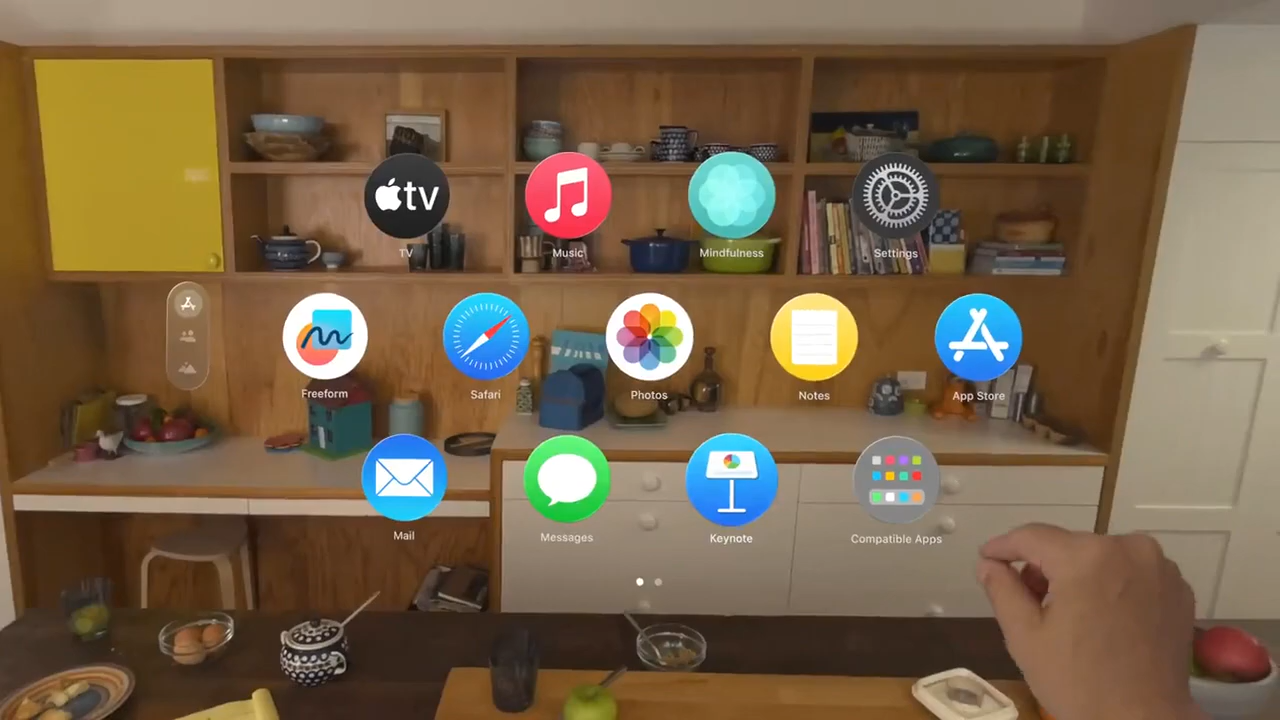 tv
TV
Music
Mindfulness
Settings
Freeform
Safari
Photos
Notes
App Store
Mail
Messages
Keynote
Compatible Apps